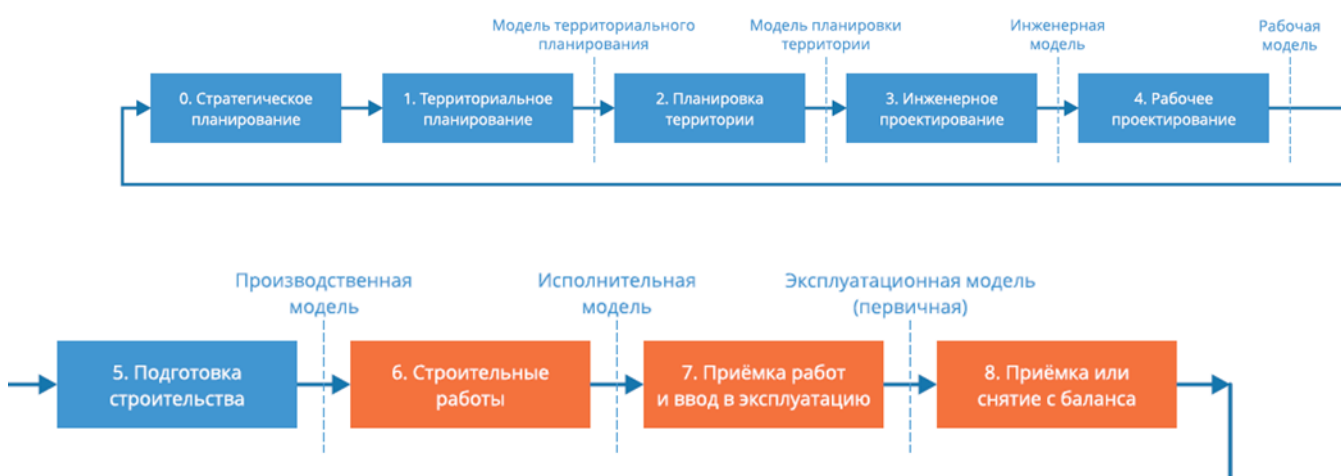 Модель территориального
планирования
Модель планировки
территории
Инженерная
модель
Рабочая
модель
0. Стратегическое
планирование
1. Территориальное
планирование
2. Планировка
территории
3. Инженерное
проектирование
4. Рабочее
проектирование
Производственная
модель
Исполнительная
модель
Эксплуатационная модель
(первичная)
5. Подготовка
строительства
6. Строительные
работы
7. Приёмка работ
и ввод в эксплуатацию
8. Приёмка или
снятие с баланса